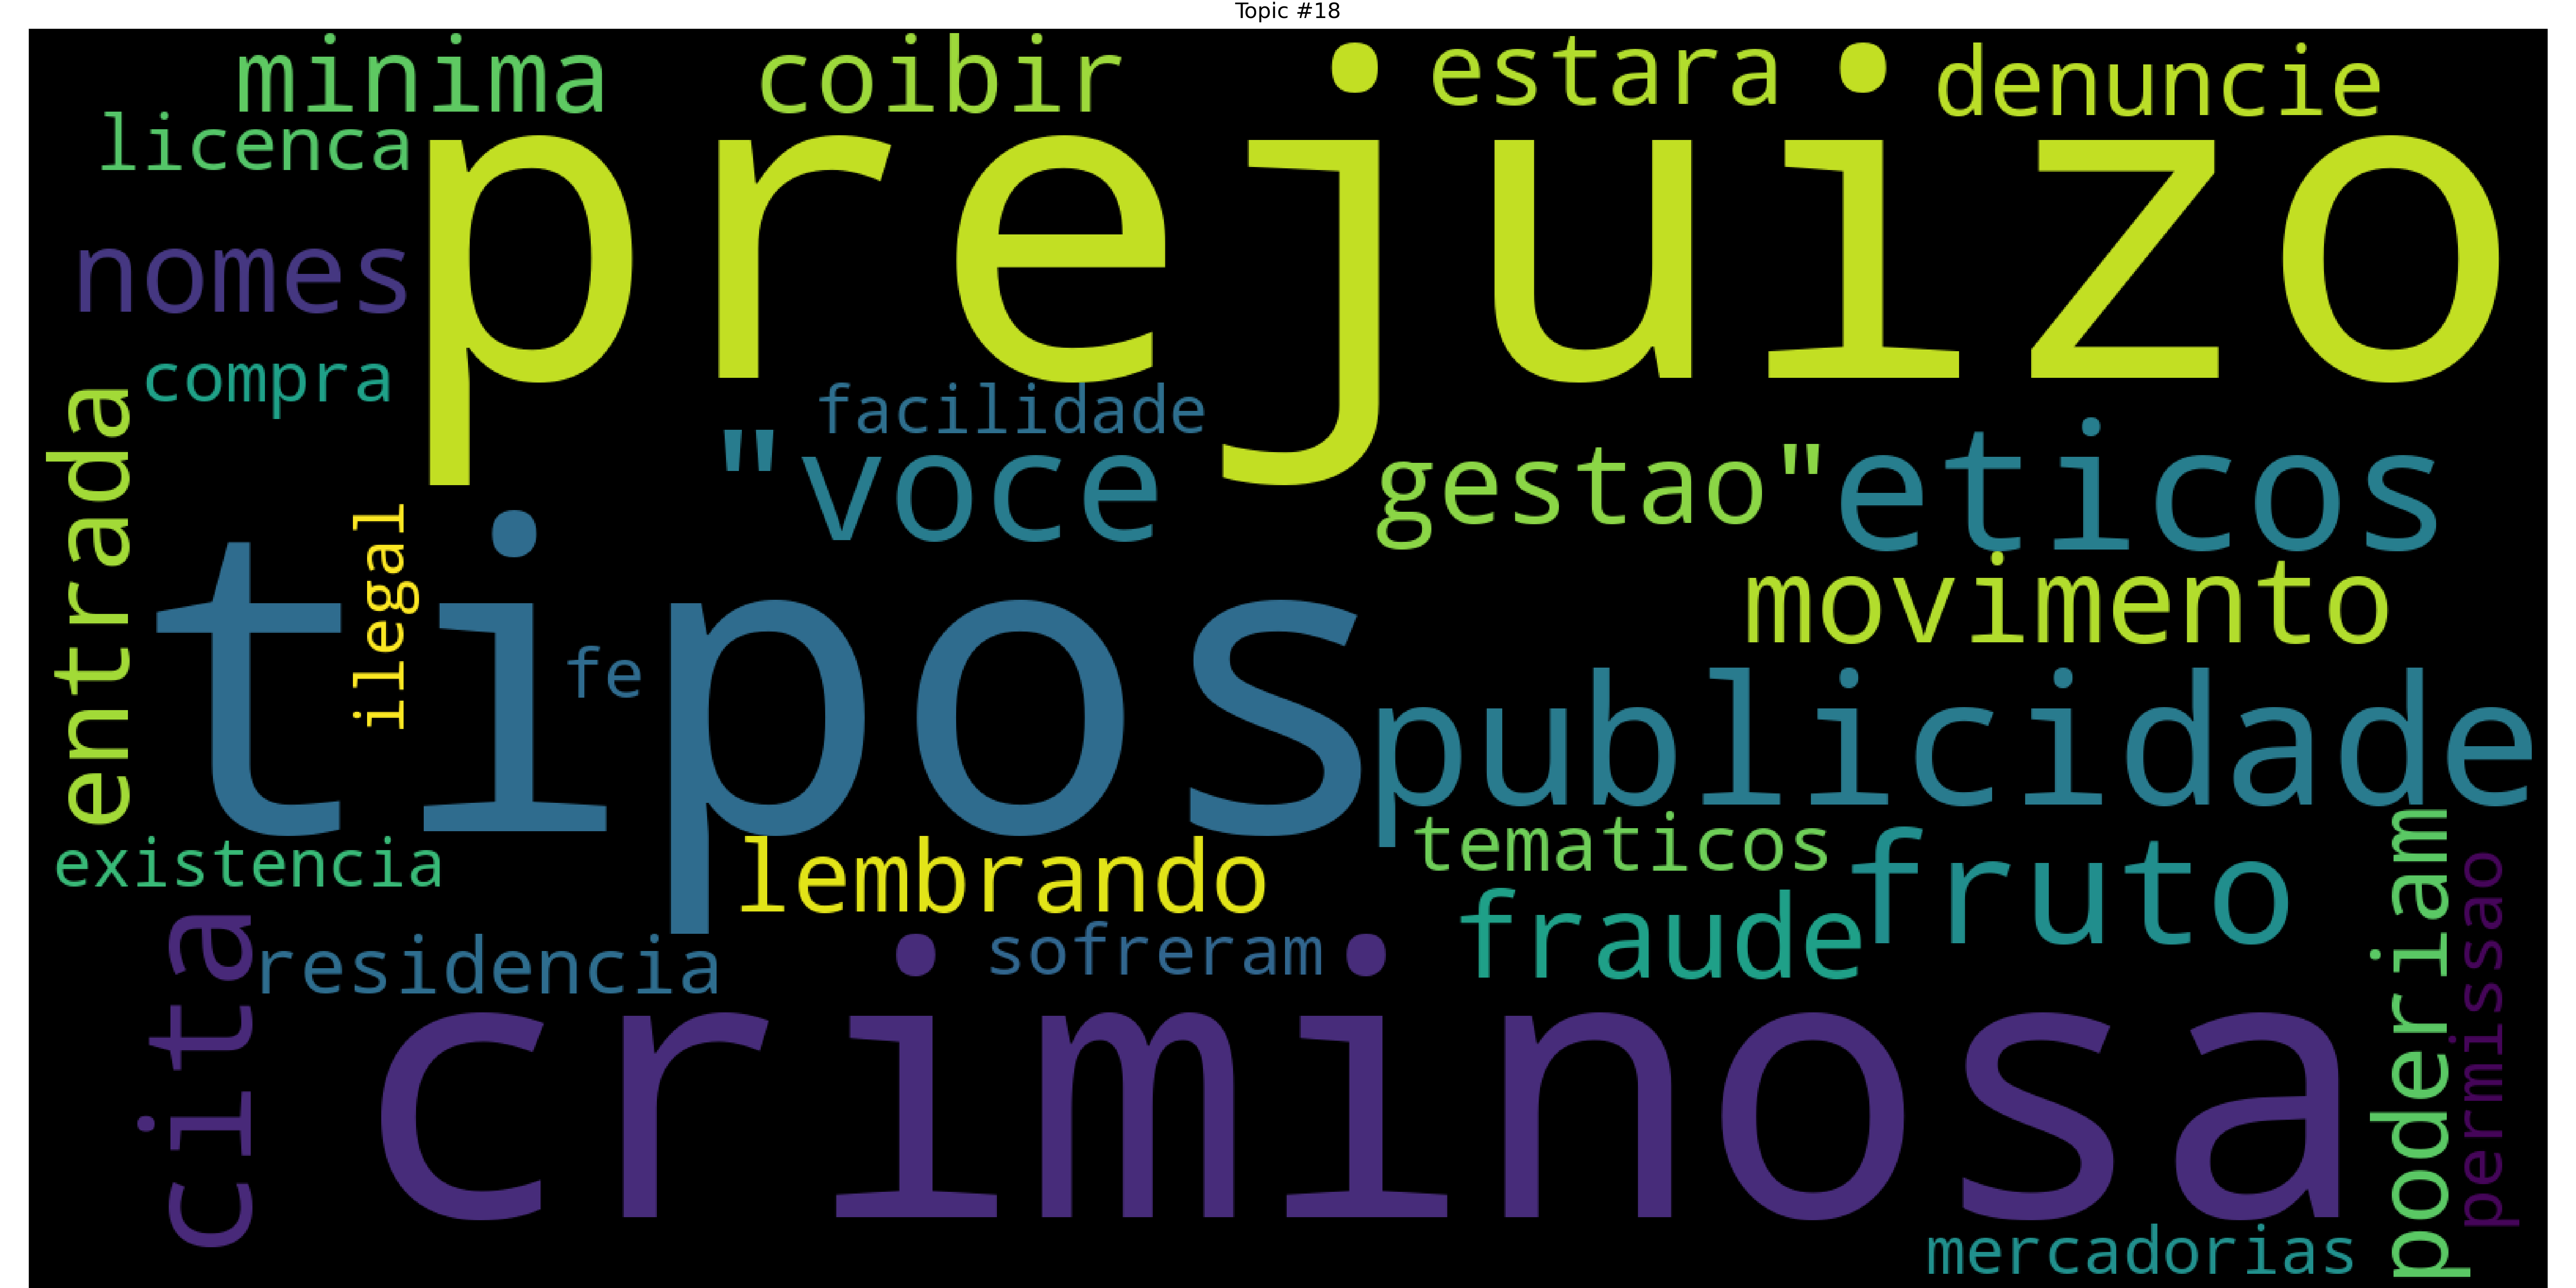 Topic #18
minima
coibir
estara
denuncie
licenca
prejuizo
nomes
compra
facilidade
entrada
"voce
gestao"
eticos
ilegal
tipos
fe
movimento
publicidade
existencia
lembrando
tematicos
fruto
poderiam
permissao
cita
residencia
sofreram
fraude
criminosa
mercadorias